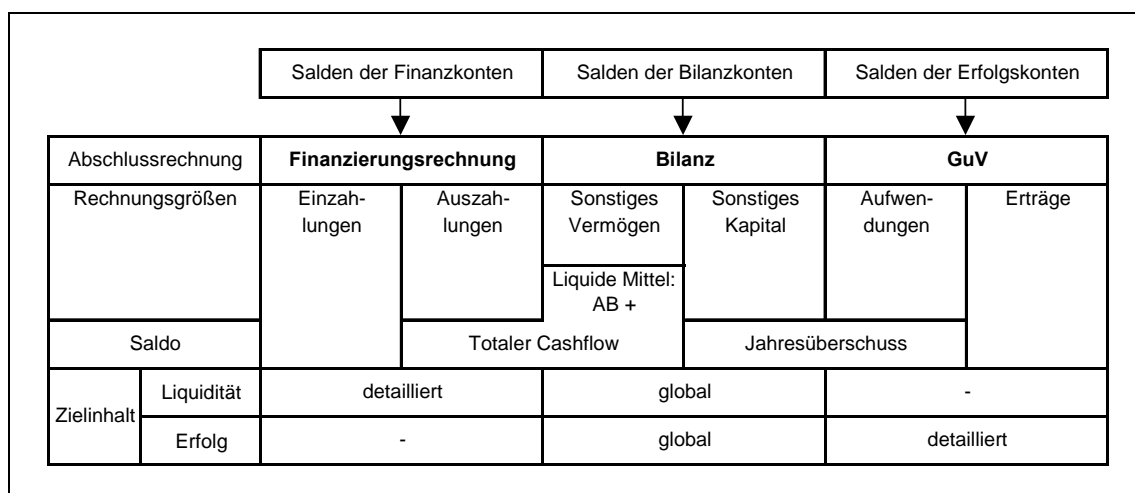 Salden der Finanzkonten Salden der Bilanzkonten Salden der Erfolgskonten
Abschlussrechnung Finanzierungsrechnung Bilanz GuV
Rechnungsgrößen Einzah- Auszah- Sonstiges Sonstiges Aufwen- Erträge
lungen lungen Vermögen Kapital dungen
Liquide Mittel:
AB +
Saldo Totaler Cashflow Jahresüberschuss
Zielinhalt Liquidität detailliert global -
Erfolg - global detailliert